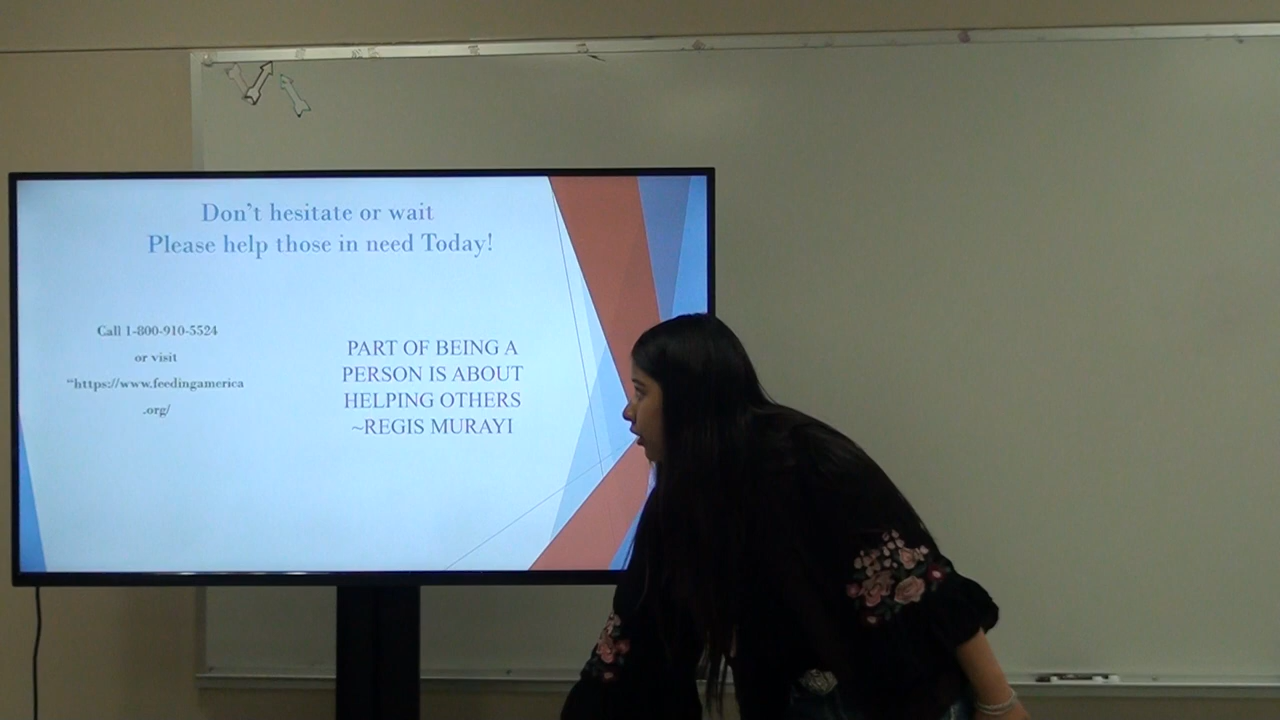 Don't hesitate or wait
Please help those in need Today!
Call 1-800-910-5524
or visit
“https://www.feedingamerica
.org/
PART OF BEING A
PERSON IS ABOUT
HELPING OTHERS
~REGIS MURAYI